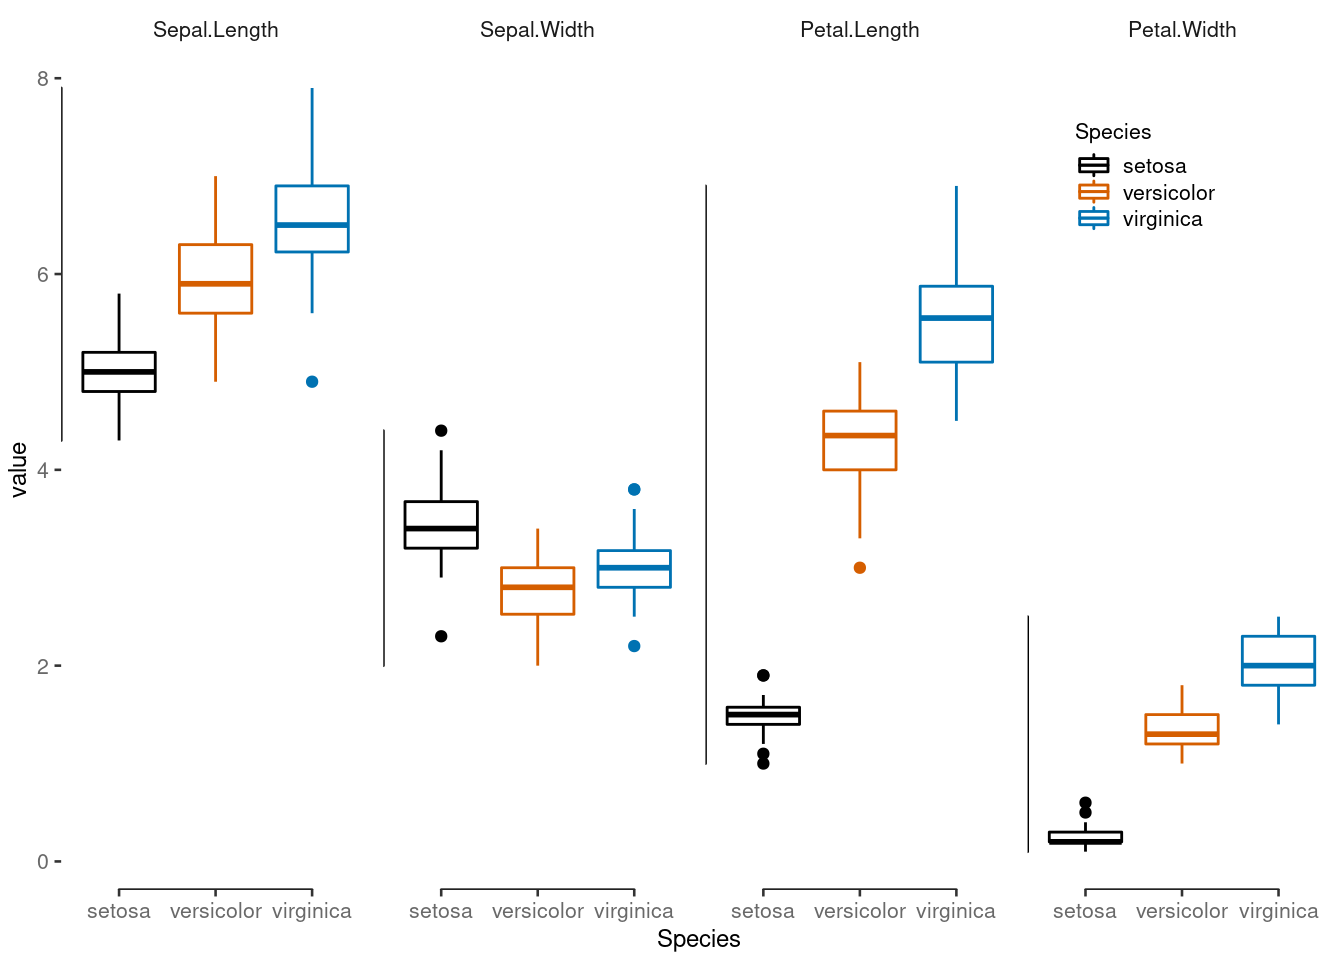 Sepal.Length Sepal.Width Petal.Length Petal.Width
8
6
4
2
0
value
Species
setosa
versicolor
virginica
setosa versicolor virginica setosa versicolor virginica setosa versicolor virginica setosa versicolor virginica
Species